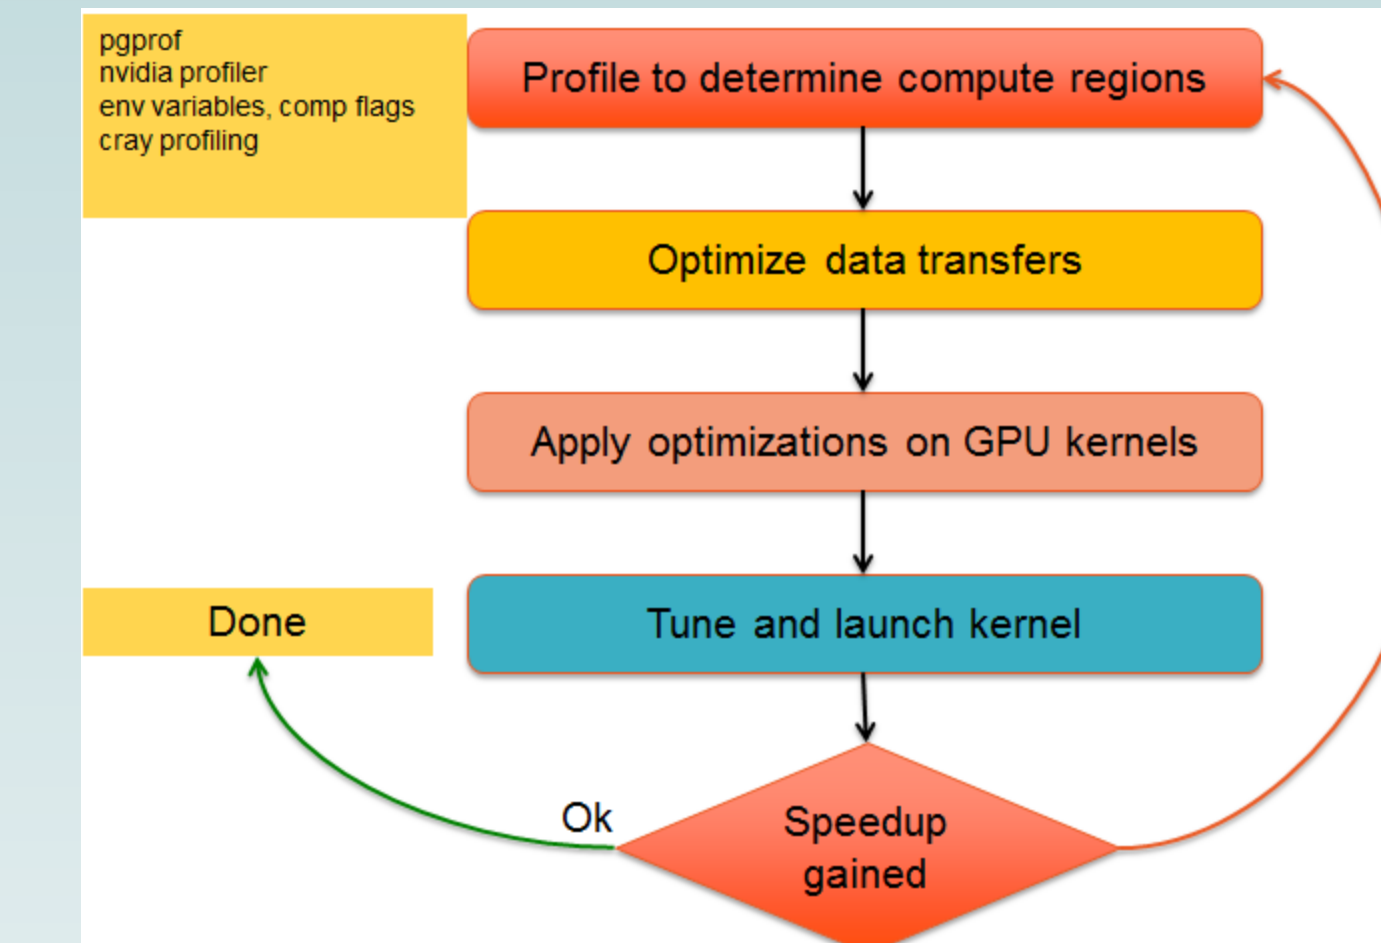 pgprof
nvidia profiler
env variables, comp flags
cray profiling
Profile to determine compute regions
Optimize data transfers
Apply optimizations on GPU kernels
Tune and launch kernel
Done
Ok
Speedup
gained